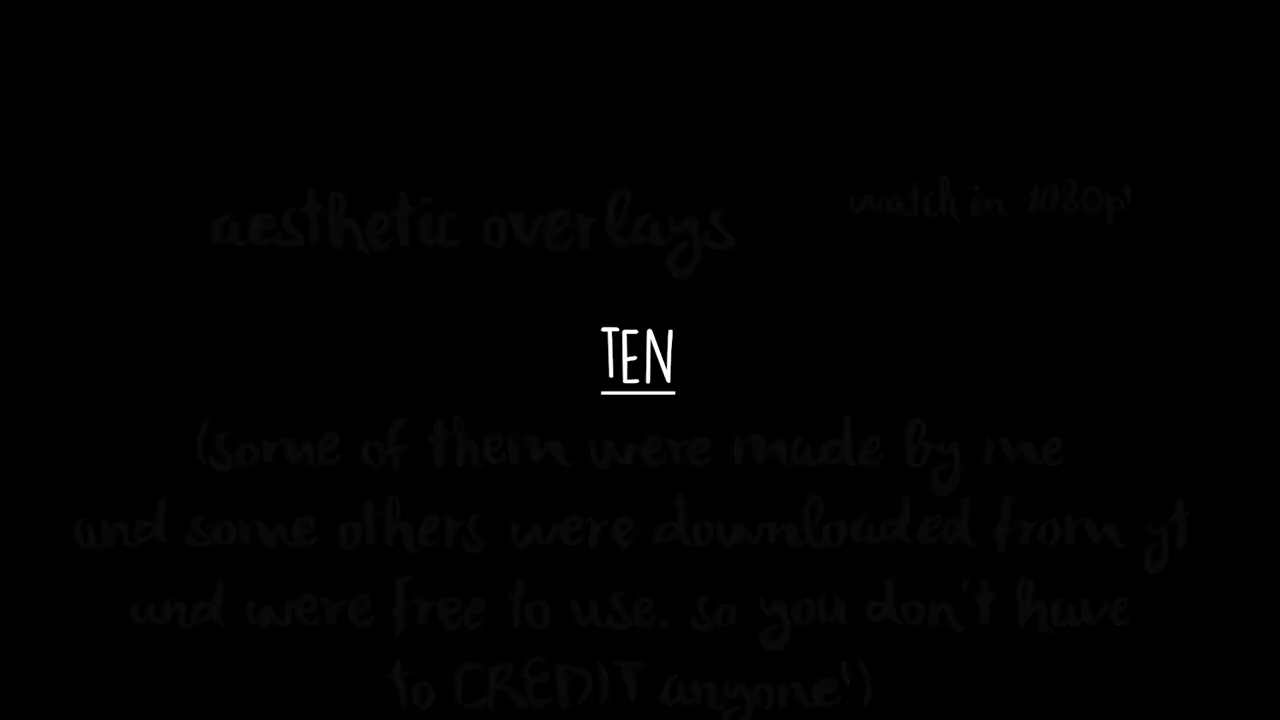 aesthetic overlays
watch in 1080p!
TEN
(some of them were made by me
and some others were downloaded from yt
and were free to use. so you don't have
to CREDIT anyone!)